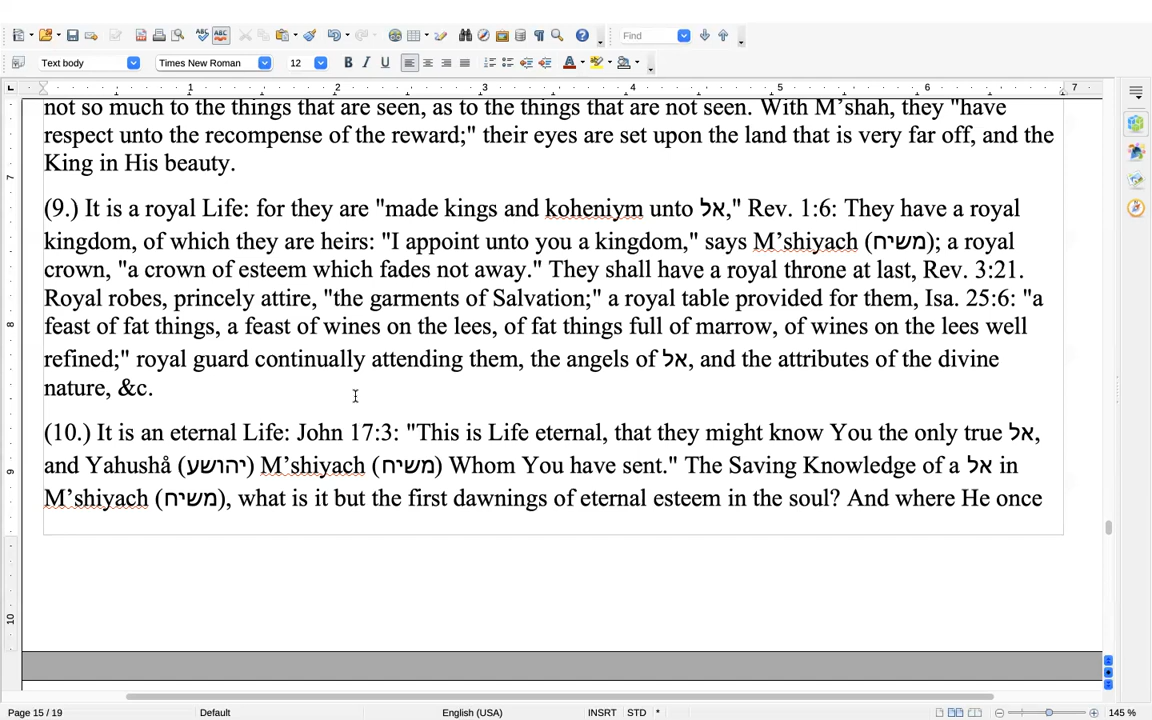 Find
Text body
Times New Roman
12
B I U
1 2 3 4 5 6 7
not so much to the things that are seen, as to the things that are not seen. With M’shah, they "have
respect unto the recompense of the reward;" their eyes are set upon the land that is very far off, and the
King in His beauty.
(9.) It is a royal Life: for they are "made kings and koheniym unto אל," Rev. 1:6: They have a royal
kingdom, of which they are heirs: "I appoint unto you a kingdom," says M’shiyach (משיח); a royal
crown, "a crown of esteem which fades not away." They shall have a royal throne at last, Rev. 3:21.
Royal robes, princely attire, "the garments of Salvation;" a royal table provided for them, Isa. 25:6: "a
feast of fat things, a feast of wines on the lees, of fat things full of marrow, of wines on the lees well
refined;" royal guard continually attending them, the angels of אל, and the attributes of the divine
nature, &c.
(10.) It is an eternal Life: John 17:3: "This is Life eternal, that they might know You the only true אל,
and Yahushå (יהושע) M’shiyach (משיח) Whom You have sent." The Saving Knowledge of a אל in
M’shiyach (משיח), what is it but the first dawnings of eternal esteem in the soul? And where He once
7
8
9
10
Page 15 / 19
Default
English (USA)
INSRT
STD
*
145 %